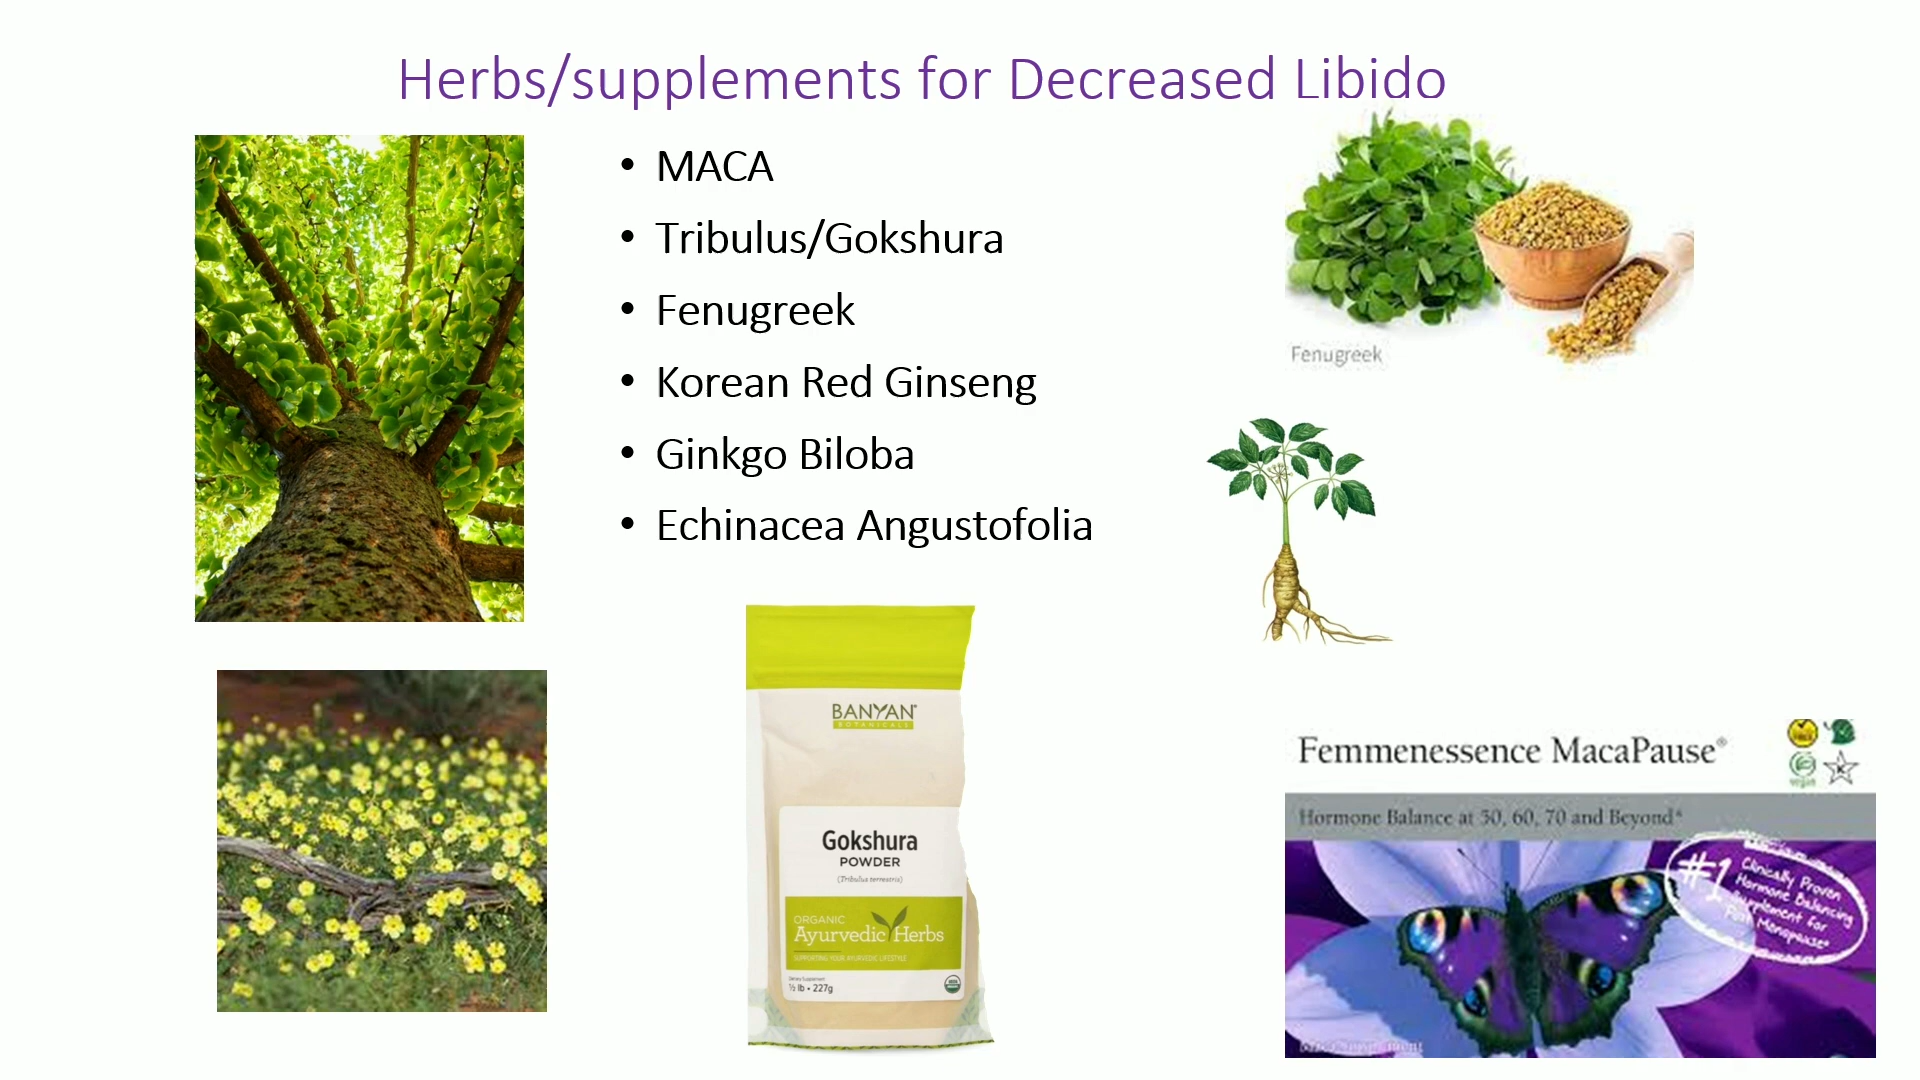 Herbs/supplements for Decreased Libido
• MACA
• Tribulus/Gokshura
• Fenugreek
• Korean Red Ginseng
• Ginkgo Biloba
• Echinacea Angustofolia
Fenugreek
BANYAN
BOTANICALS
Gokshura
POWDER
(Tribulus terrestris)
ORGANIC
Ayurvedic Herbs
SUPPORTING YOUR AYURVEDIC LIFESTYLE
Dietary Supplement
½ lb • 227g
Femmenessence MacaPause®
vegan
K
Hormone Balance at 50, 60, 70 and Beyond*
#1 Clinically Proven
Hormone Balancing
Supplement for
Post Menopause*